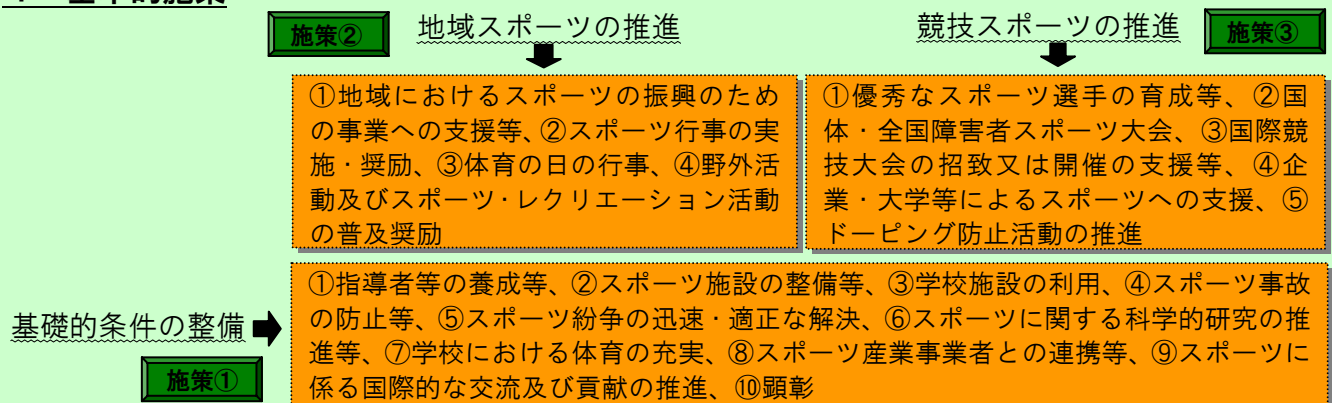 施策② 地域スポーツの推進
競技スポーツの推進 施策③
①地域におけるスポーツの振興のため
の事業への支援等、②スポーツ行事の実
施・奨励、③体育の日の行事、④野外活
動及びスポーツ・レクリエーション活動
の普及奨励
①優秀なスポーツ選手の育成等、②国
体・全国障害者スポーツ大会、③国際競
技大会の招致又は開催の支援等、④企
業・大学等によるスポーツへの支援、⑤
ドーピング防止活動の推進
基礎的条件の整備
施策①
①指導者等の養成等、②スポーツ施設の整備等、③学校施設の利用、④スポーツ事故
の防止等、⑤スポーツ紛争の迅速・適正な解決、⑥スポーツに関する科学的研究の推
進等、⑦学校における体育の充実、⑧スポーツ産業事業者との連携等、⑨スポーツに
係る国際的な交流及び貢献の推進、⑩顕彰